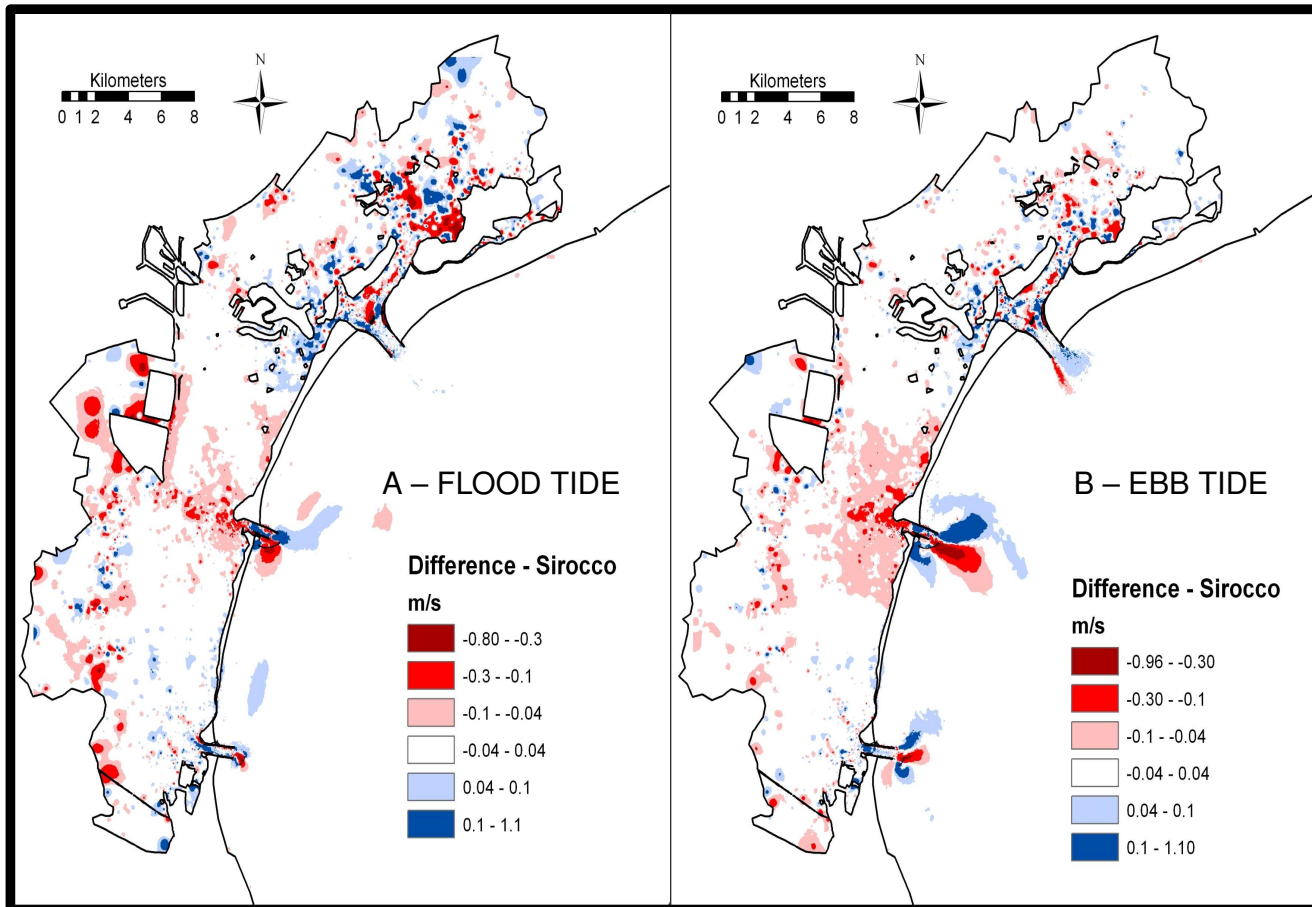 N
Kilometers
0 1 2 4 6 8
A – FLOOD TIDE
Difference - Sirocco
m/s
-0.80 - -0.3
-0.3 - -0.1
-0.1 - -0.04
-0.04 - 0.04
0.04 - 0.1
0.1 - 1.1
N
Kilometers
0 1 2 4 6 8
B – EBB TIDE
Difference - Sirocco
m/s
-0.96 - -0.30
-0.30 - -0.1
-0.1 - -0.04
-0.04 - 0.04
0.04 - 0.1
0.1 - 1.10